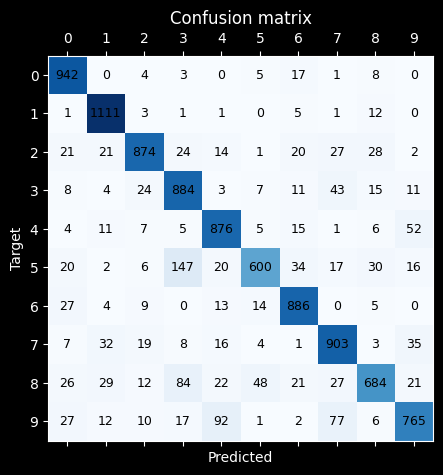 Confusion matrix
0 1 2 3 4 5 6 7 8 9
0 942 0 4 3 0 5 17 1 8 0
1 1 1111 3 1 1 0 5 1 12 0
2 21 21 874 24 14 1 20 27 28 2
3 8 4 24 884 3 7 11 43 15 11
4 4 11 7 5 876 5 15 1 6 52
5 20 2 6 147 20 600 34 17 30 16
6 27 4 9 0 13 14 886 0 5 0
7 7 32 19 8 16 4 1 903 3 35
8 26 29 12 84 22 48 21 27 684 21
9 27 12 10 17 92 1 2 77 6 765
Target
Predicted